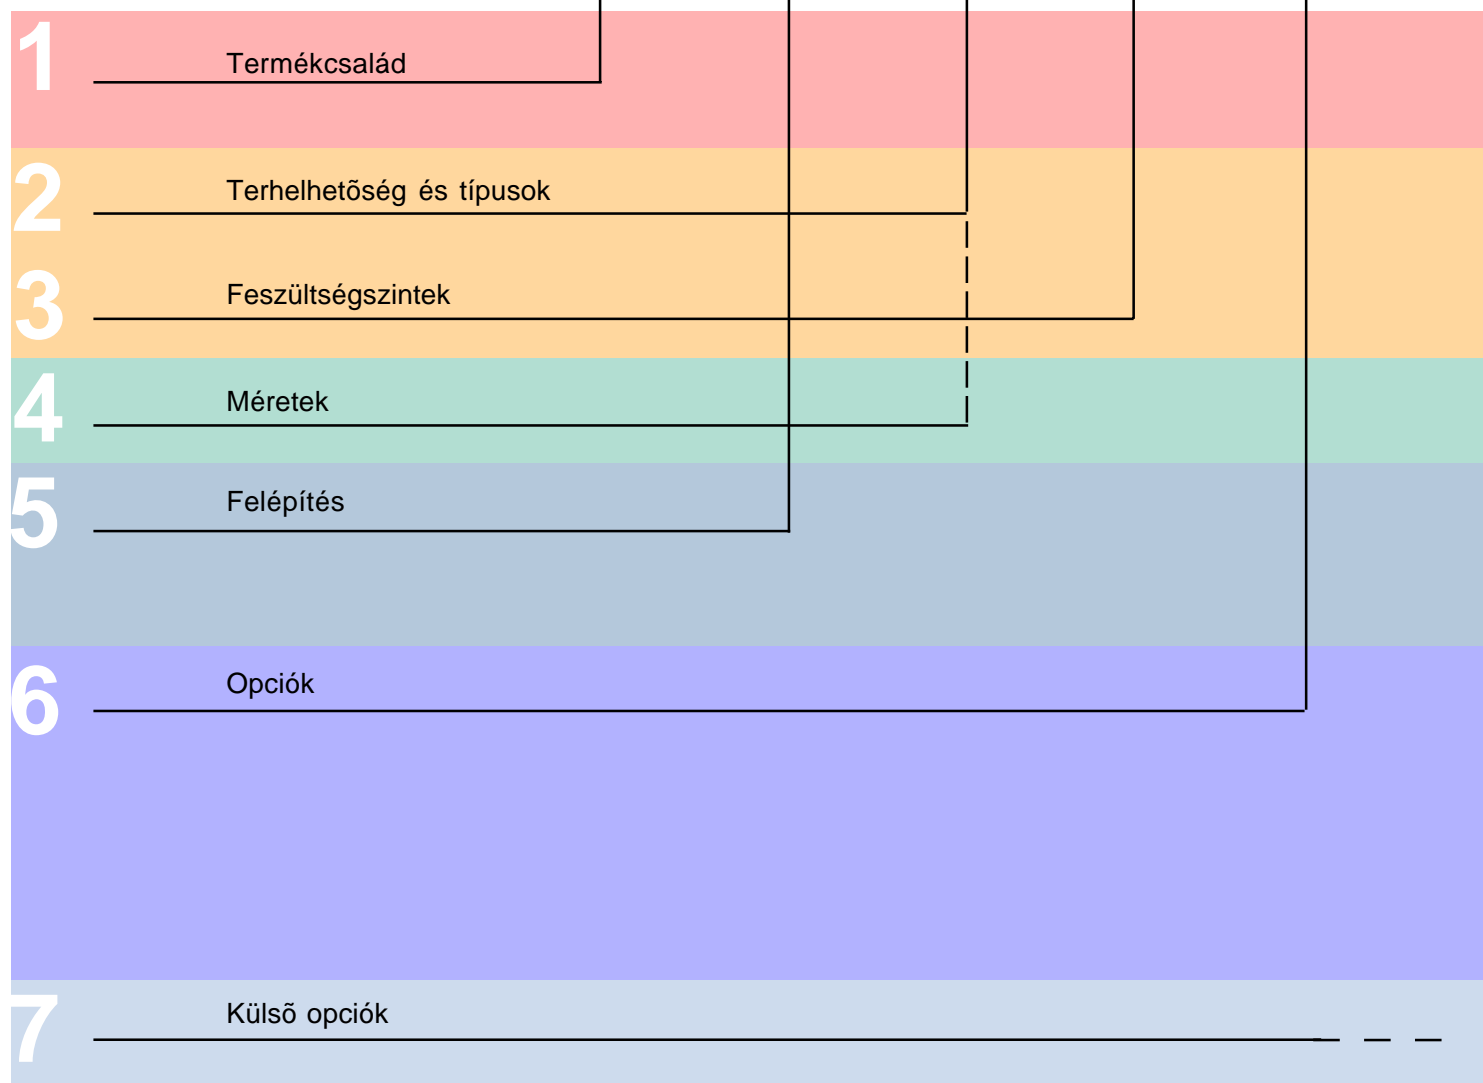 1
Termékcsalád
2
Terhelhetõség és típusok
3
Feszültségszintek
4
Méretek
5
Felépítés
6
Opciók
7
Külsõ opciók